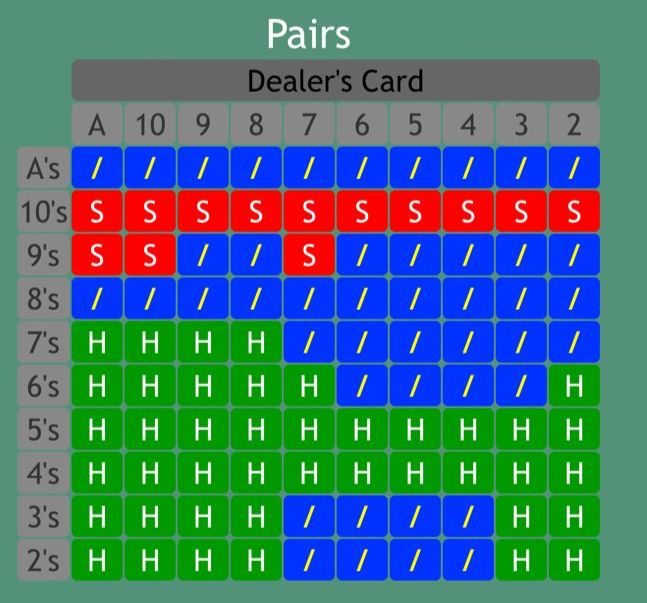 Pairs
Dealer's Card
A 10 9 8 7 6 5 4 3 2
A's / / / / / / / / / /
10's S S S S S S S S S S
9's S S / / S / / / / /
8's / / / / / / / / / /
7's H H H H / / / / / /
6's H H H H H / / / / H
5's H H H H H H H H H H
4's H H H H H H H H H H
3's H H H H / / / / H H
2's H H H H / / / / H H